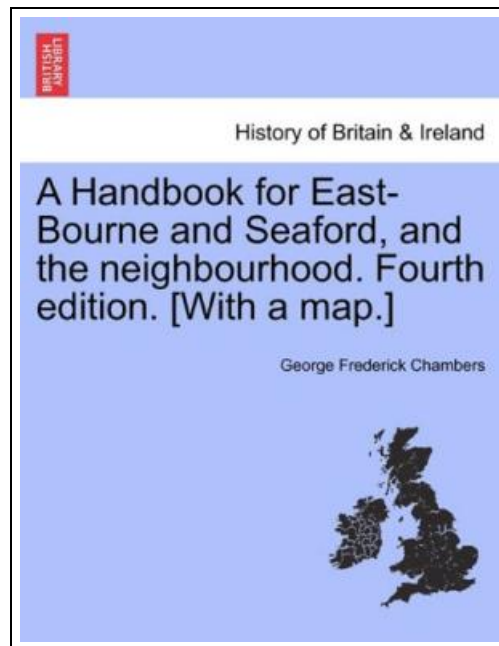 BRITISH
LIBRARY
History of Britain & Ireland
A Handbook for East-
Bourne and Seaford, and
the neighbourhood. Fourth
edition. [With a map.]
George Frederick Chambers